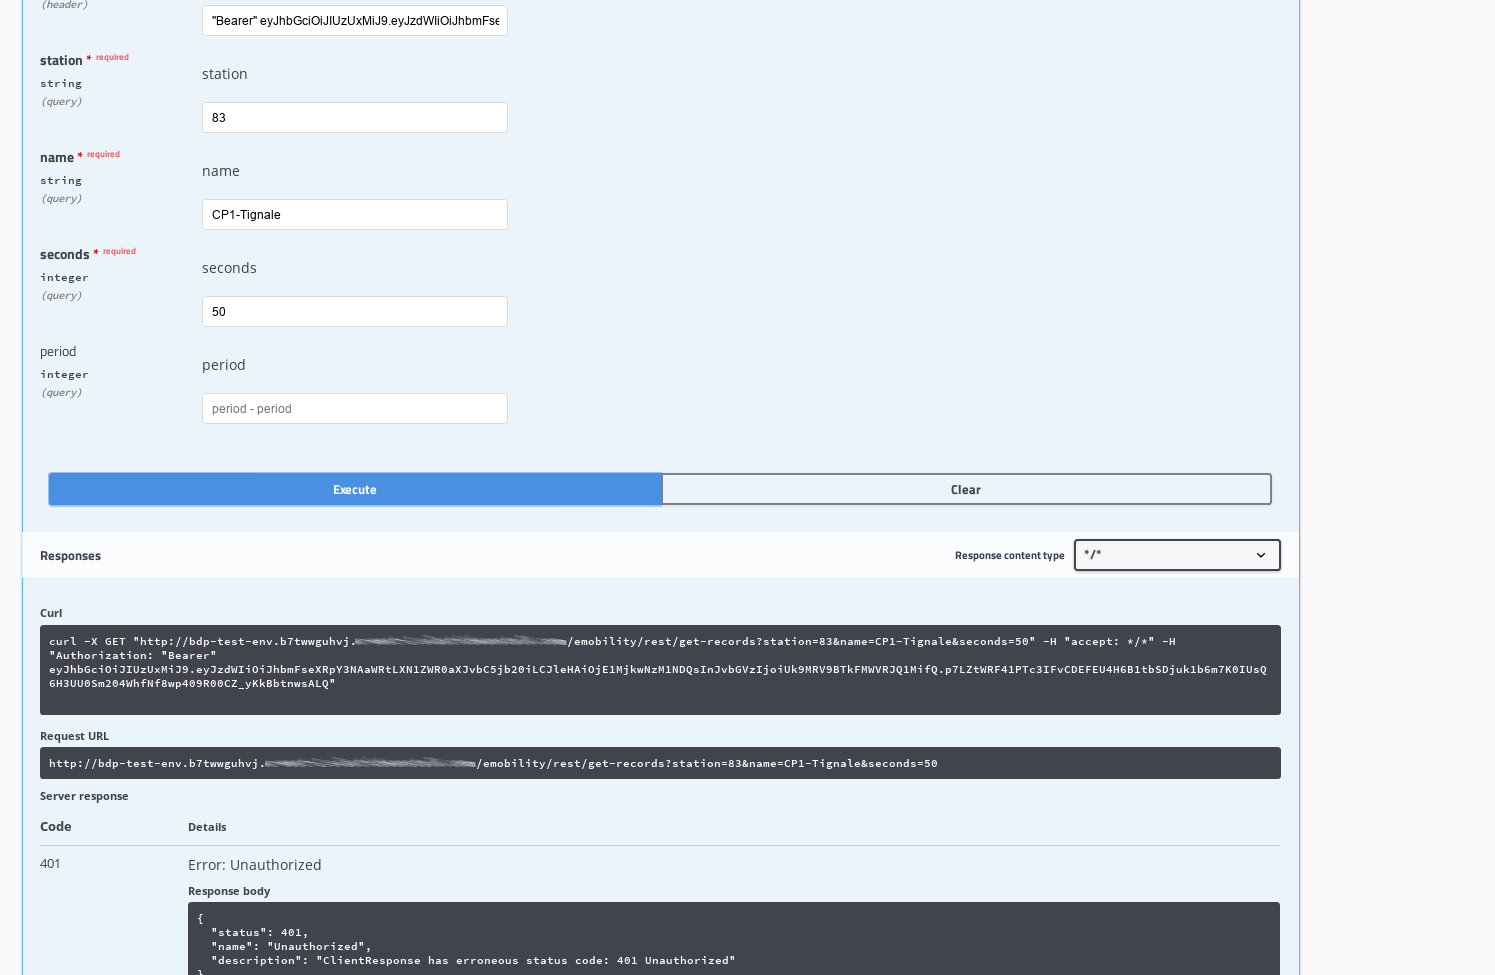 (header)
"Bearer" eyJhbGciOiJIUzUxMiJ9.eyJzdWIiOiJhbmFse
station * required
station
string
(query)
83
name * required
name
string
(query)
CP1-Tignale
seconds * required
seconds
integer
(query)
50
period
period
integer
(query)
period - period
Execute
Clear
Responses
Response content type
*/*
Curl
curl -X GET "http://bdp-test-env.b7twwguhvj.
/emobility/rest/get-records?station=83&name=CP1-Tignale&seconds=50" -H "accept: */*" -H
"Authorization: "Bearer"
eyJhbGciOiJIUzUxMiJ9.eyJzdWIiOiJhbmFseXRpY3NAaWRtLXN1ZWR0aXJvbC5jb20iLCJleHAiOjE1MjkwNzM1NDQsInJvbGVzIjoiUk9MRV9BTkFMWVRJQ1MifQ.p7LZtWRF41PTc3IFvCDEFEU4H6B1tbSDjuk1b6m7K0IUsQ
6H3UU0Sm204WhfNf8wp409R00CZ_yKkBbtnwsALQ"
Request URL
http://bdp-test-env.b7twwguhvj.
/emobility/rest/get-records?station=83&name=CP1-Tignale&seconds=50
Server response
Code
Details
401
Error: Unauthorized
Response body
{
"status": 401,
"name": "Unauthorized",
"description": "ClientResponse has erroneous status code: 401 Unauthorized"
}